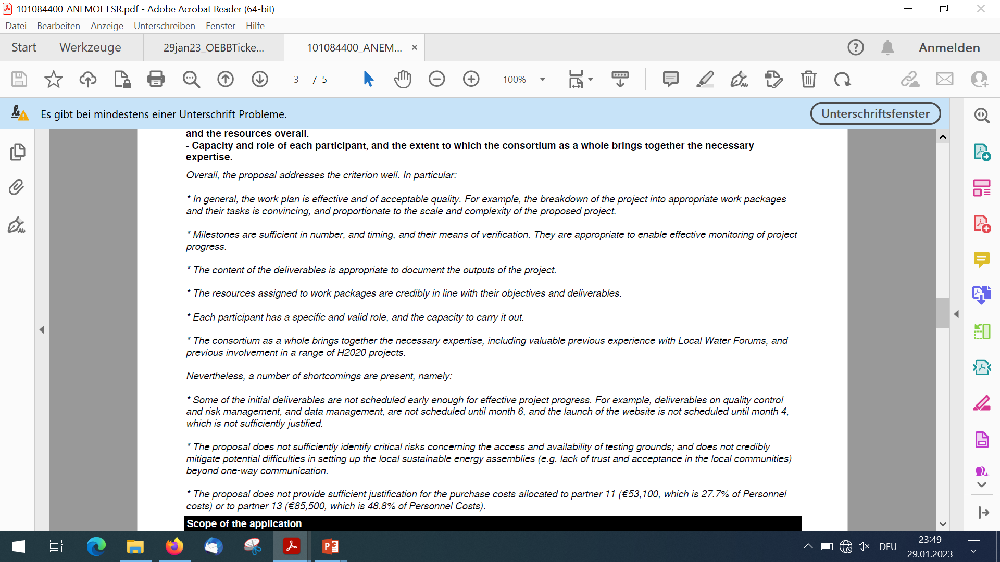 101084400_ANEMOI_ESR.pdf - Adobe Acrobat Reader (64-bit)
Datei Bearbeiten Anzeige Unterschreiben Fenster Hilfe
Start Werkzeuge 29jan23_OEBBTicke... 101084400_ANEM... × Anmelden
3 / 5 100%
Es gibt bei mindestens einer Unterschrift Probleme. Unterschriftsfenster
and the resources overall.
- Capacity and role of each participant, and the extent to which the consortium as a whole brings together the necessary
expertise.
Overall, the proposal addresses the criterion well. In particular:
* In general, the work plan is effective and of acceptable quality. For example, the breakdown of the project into appropriate work packages
and their tasks is convincing, and proportionate to the scale and complexity of the proposed project.
* Milestones are sufficient in number, and timing, and their means of verification. They are appropriate to enable effective monitoring of project
progress.
* The content of the deliverables is appropriate to document the outputs of the project.
* The resources assigned to work packages are credibly in line with their objectives and deliverables.
* Each participant has a specific and valid role, and the capacity to carry it out.
* The consortium as a whole brings together the necessary expertise, including valuable previous experience with Local Water Forums, and
previous involvement in a range of H2020 projects.
Nevertheless, a number of shortcomings are present, namely:
* Some of the initial deliverables are not scheduled early enough for effective project progress. For example, deliverables on quality control
and risk management, and data management, are not scheduled until month 6, and the launch of the website is not scheduled until month 4,
which is not sufficiently justified.
* The proposal does not sufficiently identify critical risks concerning the access and availability of testing grounds; and does not credibly
mitigate potential difficulties in setting up the local sustainable energy assemblies (e.g. lack of trust and acceptance in the local communities)
beyond one-way communication.
* The proposal does not provide sufficient justification for the purchase costs allocated to partner 11 (€53,100, which is 27.7% of Personnel
costs) or to partner 13 (€85,500, which is 48.8% of Personnel Costs).
Scope of the application
DEU 23:49
29.01.2023